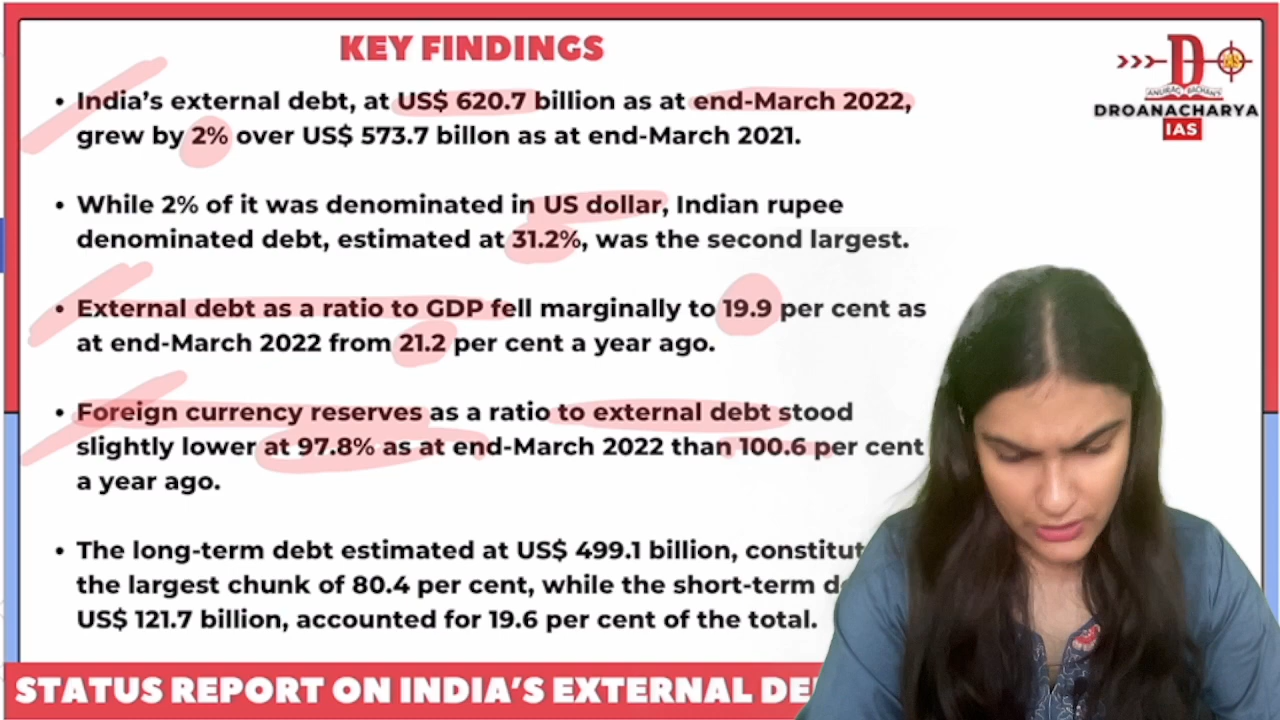 KEY FINDINGS
• India's external debt, at US$ 620.7 billion as at end-March 2022,
grew by 2% over US$ 573.7 billon as at end-March 2021.
• While 2% of it was denominated in US dollar, Indian rupee
denominated debt, estimated at 31.2%, was the second largest.
• External debt as a ratio to GDP fell marginally to 19.9 per cent as
at end-March 2022 from 21.2 per cent a year ago.
• Foreign currency reserves as a ratio to external debt stood
slightly lower at 97.8% as at end-March 2022 than 100.6 per cent
a year ago.
• The long-term debt estimated at US$ 499.1 billion,
the largest chunk of 80.4 per cent, while the short-term
US$ 121.7 billion, accounted for 19.6 per cent of the total.
STATUS REPORT ON INDIA'S EXTERNAL
D
ANURAG BACHAN'S
DROANACHARYA
IAS